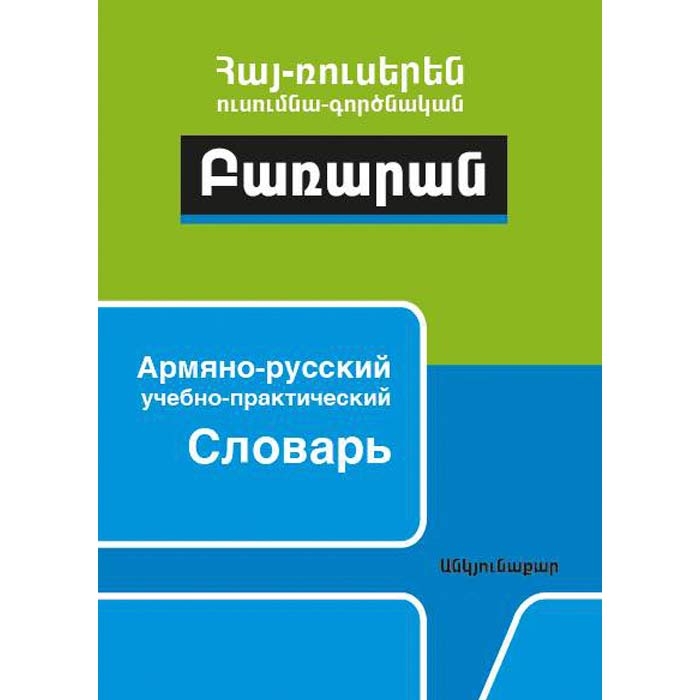 Հայ-ռուսերեն
ուսումնա-գործնական
Բառարան
Армяно-русский
учебно-практический
Словарь
Անկյունաքար